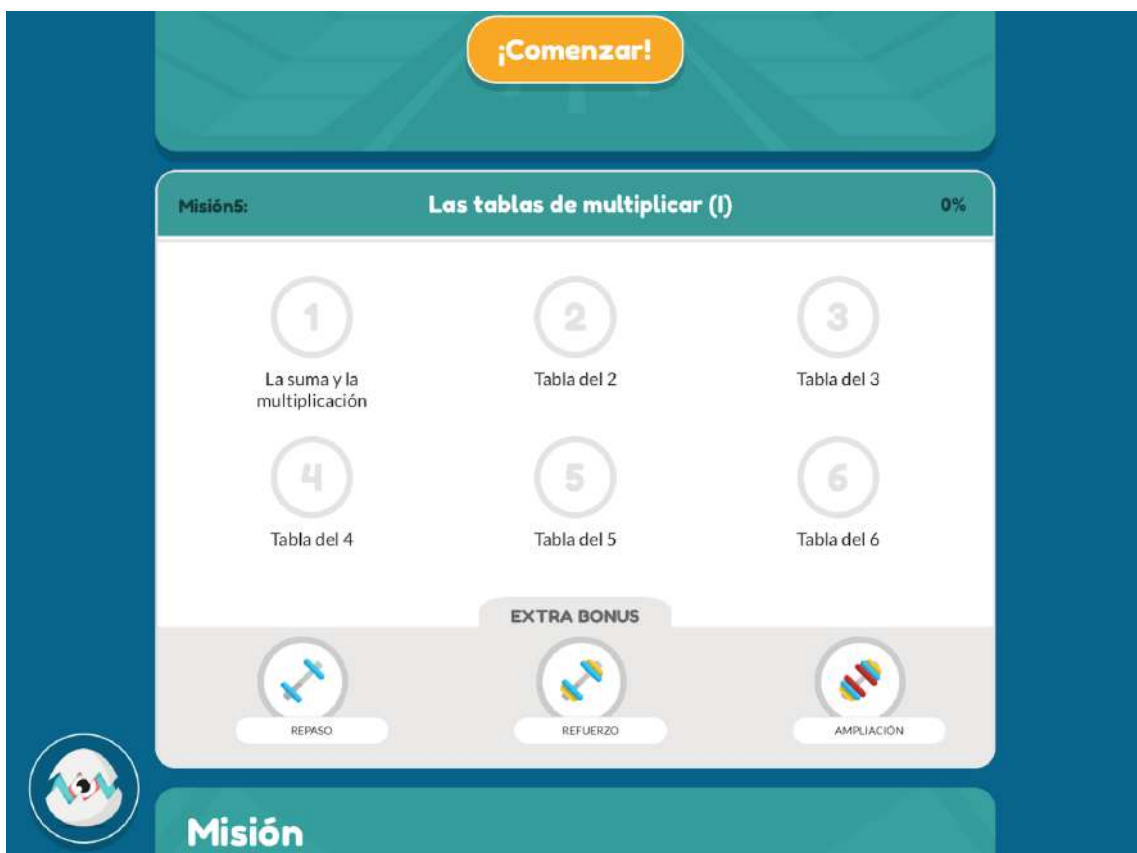 ¡Comenzar!
Misión5:
Las tablas de multiplicar (I)
0%
1
2
3
La suma y la
multiplicación
Tabla del 2
Tabla del 3
4
5
6
Tabla del 4
Tabla del 5
Tabla del 6
EXTRA BONUS
REPASO
REFUERZO
AMPLIACIÓN
Misión